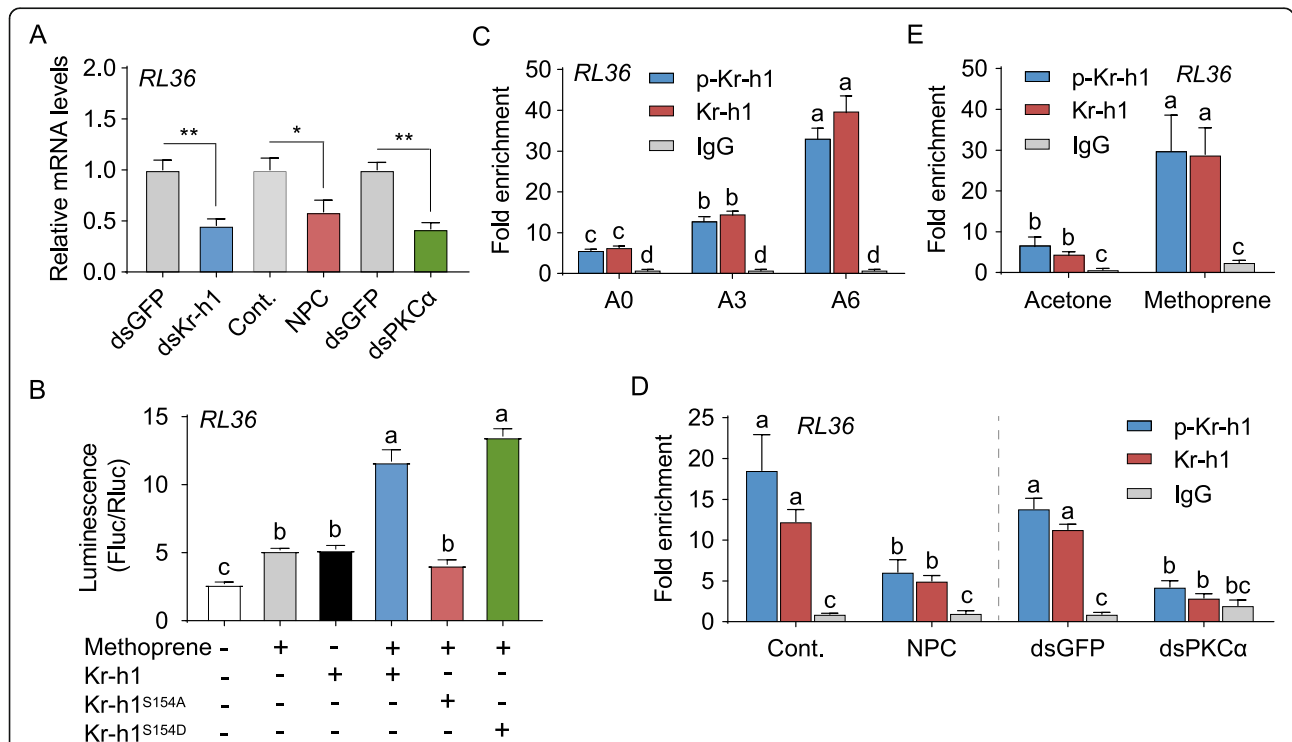 A
RL36
Relative mRNA levels
2.0
1.5
1.0
0.5
0.0
** * **
dsGFP dsKr-h1 Cont. NPC dsGFP dsPKCα
C
RL36
p-Kr-h1
Kr-h1
IgG
Fold enrichment
50
40
30
20
10
0
c c d b b d a a d
A0 A3 A6
E
RL36
p-Kr-h1
Kr-h1
IgG
Fold enrichment
50
40
30
20
10
0
b b c a a c
Acetone Methoprene
B
RL36
Luminescence
(Fluc/Rluc)
15
10
5
0
c b b a b a
Methoprene - + - + + +
Kr-h1 - - + + - -
Kr-h1S154A - - - - + -
Kr-h1S154D - - - - - +
D
RL36
p-Kr-h1
Kr-h1
IgG
Fold enrichment
25
20
15
10
5
0
a a c b b c a a c b b bc
Cont. NPC dsGFP dsPKCα